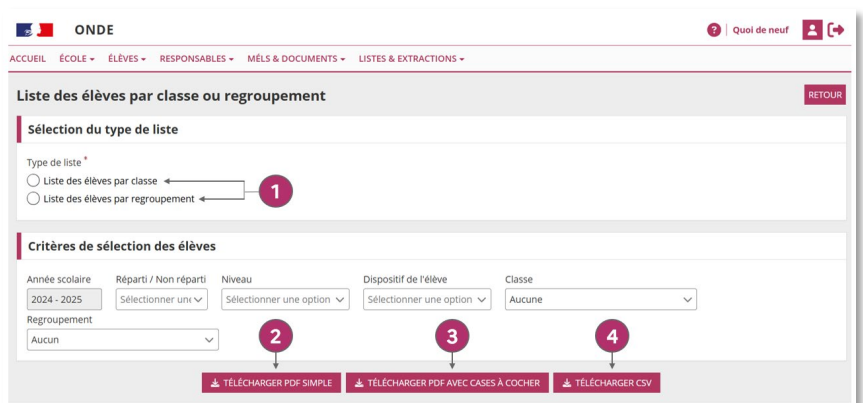 ONDE
? Quoi de neuf
ACCUEIL ÉCOLE ÉLÈVES RESPONSABLES MÉLS & DOCUMENTS LISTES & EXTRACTIONS
Liste des élèves par classe ou regroupement
RETOUR
Sélection du type de liste
Type de liste *
Liste des élèves par classe
Liste des élèves par regroupement
1
Critères de sélection des élèves
Année scolaire Réparti / Non réparti Niveau Dispositif de l'élève Classe
2024 - 2025 Sélectionner une Sélectionner une option Sélectionner une option Aucune
Regroupement
Aucun
2 3 4
TÉLÉCHARGER PDF SIMPLE TÉLÉCHARGER PDF AVEC CASES À COCHER TÉLÉCHARGER CSV